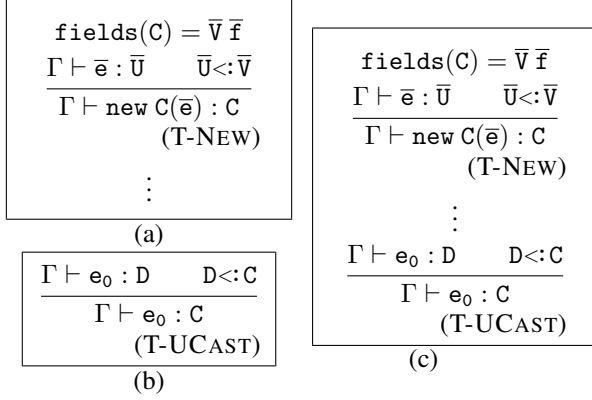 fields(C) = V̅ f̅
Γ ⊢ e̅ : U̅ U̅<:V̅
Γ ⊢ new C(e̅) : C
(T-NEW)
⋮
(a)
Γ ⊢ e₀ : D D<:C
Γ ⊢ e₀ : C
(T-UCAST)
(b)
fields(C) = V̅ f̅
Γ ⊢ e̅ : U̅ U̅<:V̅
Γ ⊢ new C(e̅) : C
(T-NEW)
⋮
Γ ⊢ e₀ : D D<:C
Γ ⊢ e₀ : C
(T-UCAST)
(c)